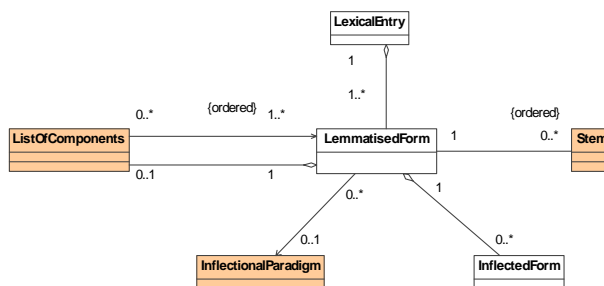 LexicalEntry
1
1..*
0..*
{ordered}
1..*
{ordered}
ListOfComponents
LemmatisedForm
1
0..*
Stem
0..1
1
0..*
1
0..1
0..*
InflectionalParadigm
InflectedForm